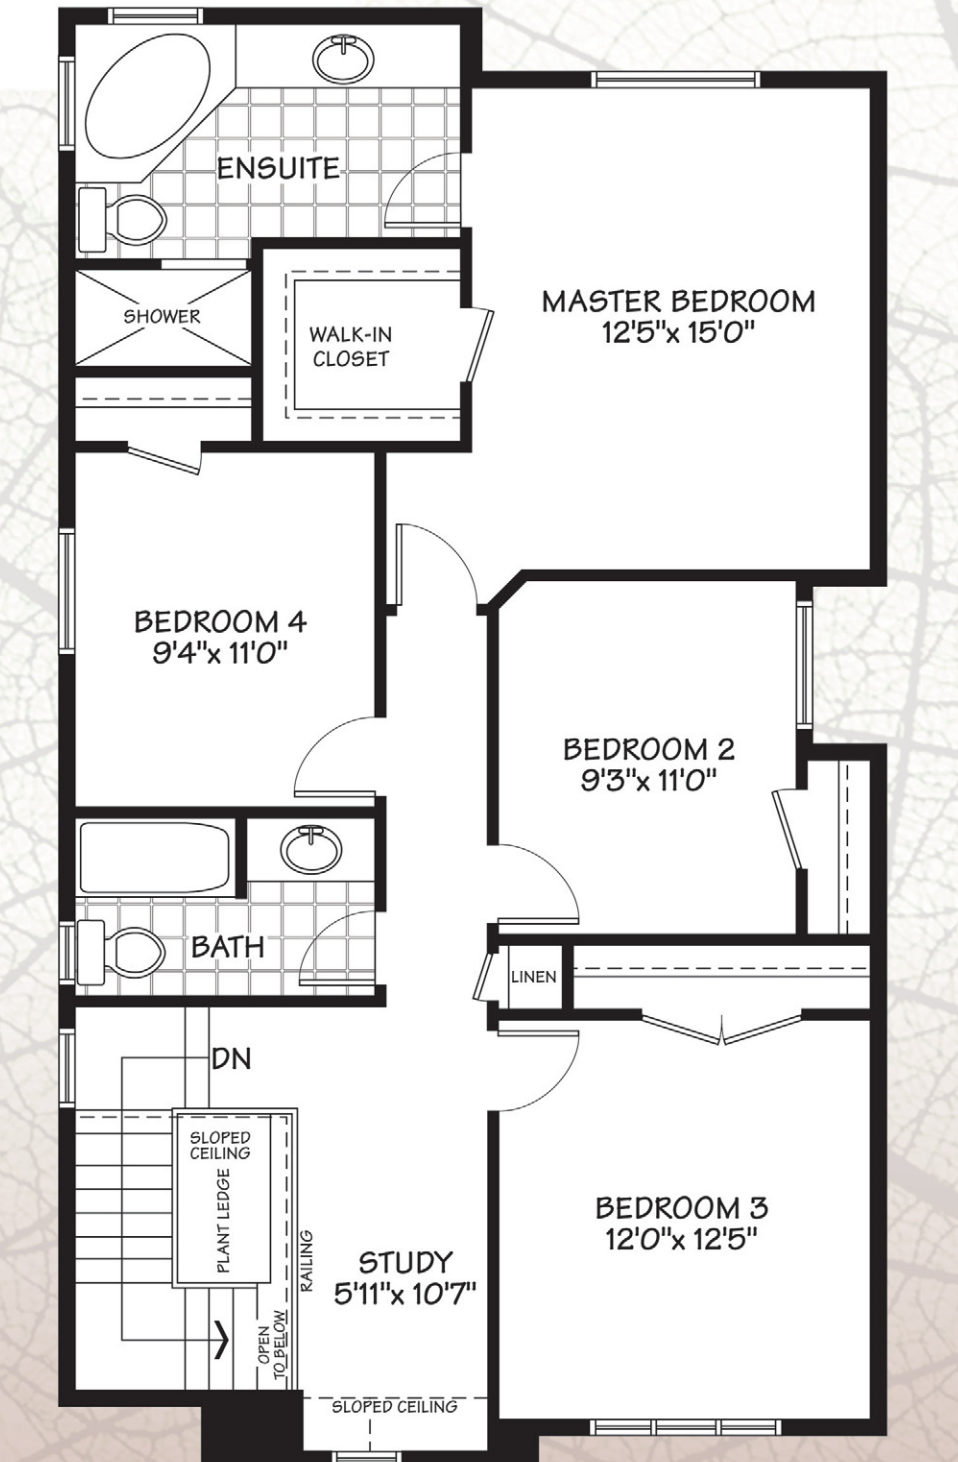 ENSUITE
SHOWER
WALK-IN
CLOSET
MASTER BEDROOM
12'5"x 15'0"
BEDROOM 4
9'4"x 11'0"
BEDROOM 2
9'3"x 11'0"
BATH
LINEN
DN
SLOPED
CEILING
PLANT LEDGE
RAILING
OPEN
TO BELOW
STUDY
5'11"x 10'7"
BEDROOM 3
12'0"x 12'5"
SLOPED CEILING